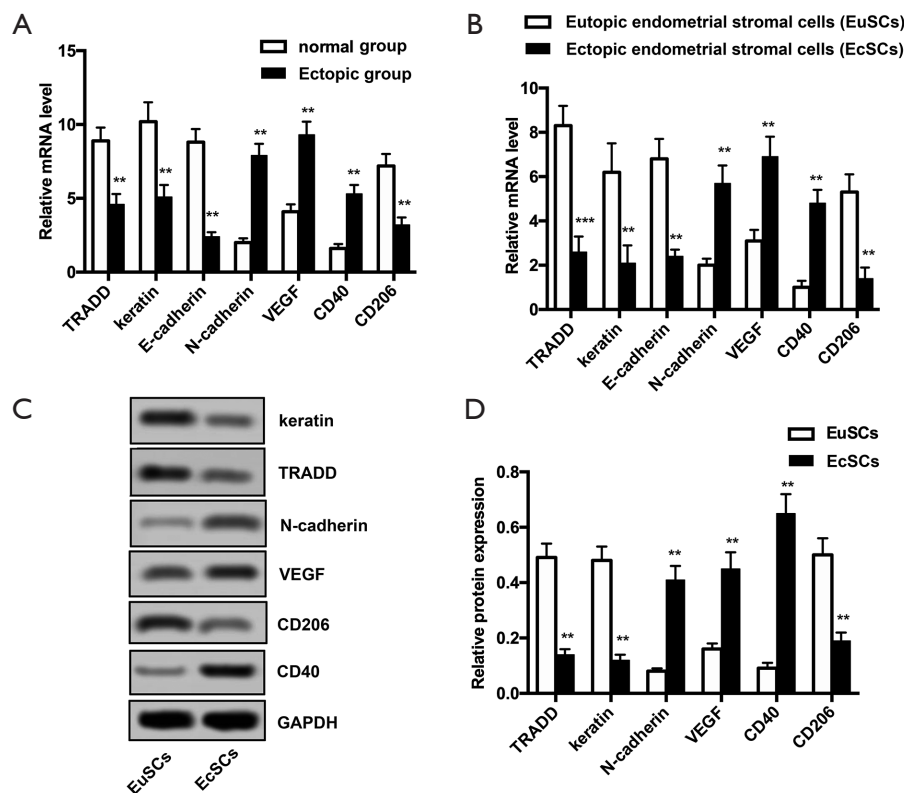 A
normal group
Ectopic group
Relative mRNA level
15
10
5
0
**
**
**
**
**
**
**
TRADD
keratin
E-cadherin
N-cadherin
VEGF
CD40
CD206
B
Eutopic endometrial stromal cells (EuSCs)
Ectopic endometrial stromal cells (EcSCs)
Relative mRNA level
10
8
6
4
2
0
***
**
**
**
**
**
**
TRADD
keratin
E-cadherin
N-cadherin
VEGF
CD40
CD206
C
keratin
TRADD
N-cadherin
VEGF
CD206
CD40
GAPDH
EuSCs
EcSCs
D
EuSCs
EcSCs
Relative protein expression
0.8
0.6
0.4
0.2
0.0
**
**
**
**
**
**
TRADD
keratin
N-cadherin
VEGF
CD40
CD206